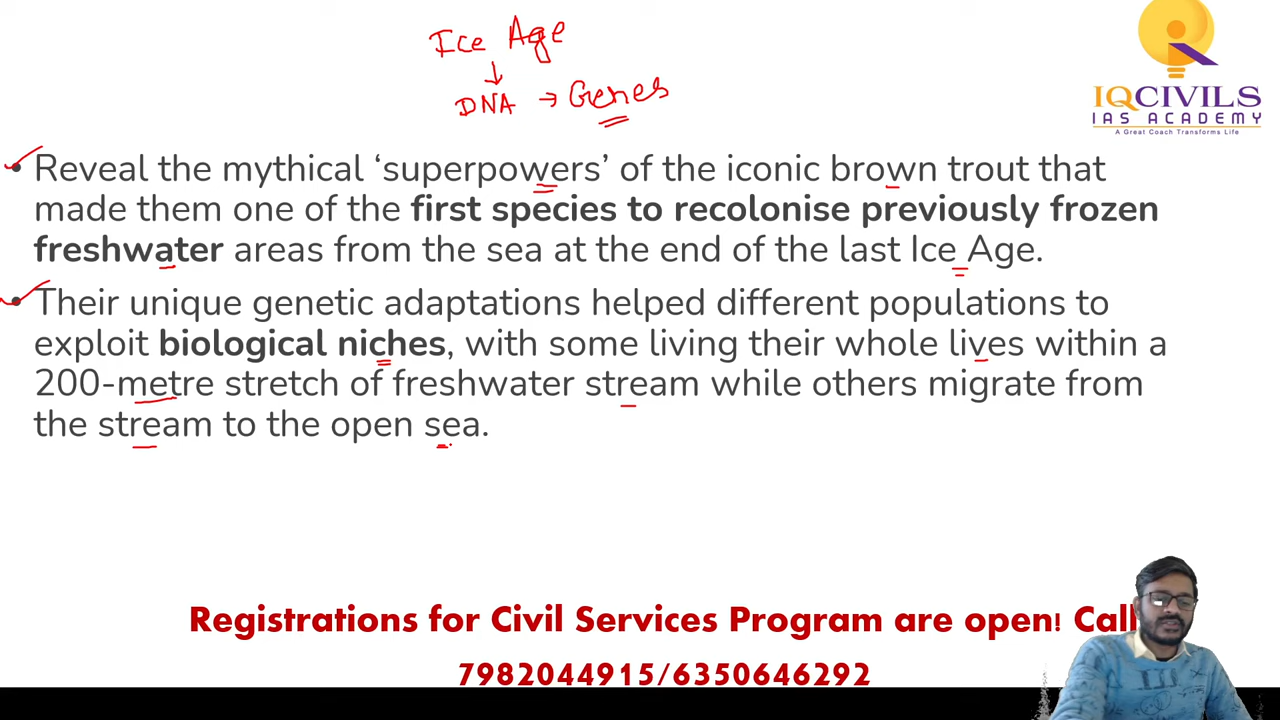 Ice Age
↓
DNA → Genes
IQCIVILS
IAS ACADEMY
A Great Coach Transforms Life
• Reveal the mythical ‘superpowers’ of the iconic brown trout that
made them one of the first species to recolonise previously frozen
freshwater areas from the sea at the end of the last Ice Age.
• Their unique genetic adaptations helped different populations to
exploit biological niches, with some living their whole lives within a
200-metre stretch of freshwater stream while others migrate from
the stream to the open sea.
Registrations for Civil Services Program are open! Call
7982044915/6350646292